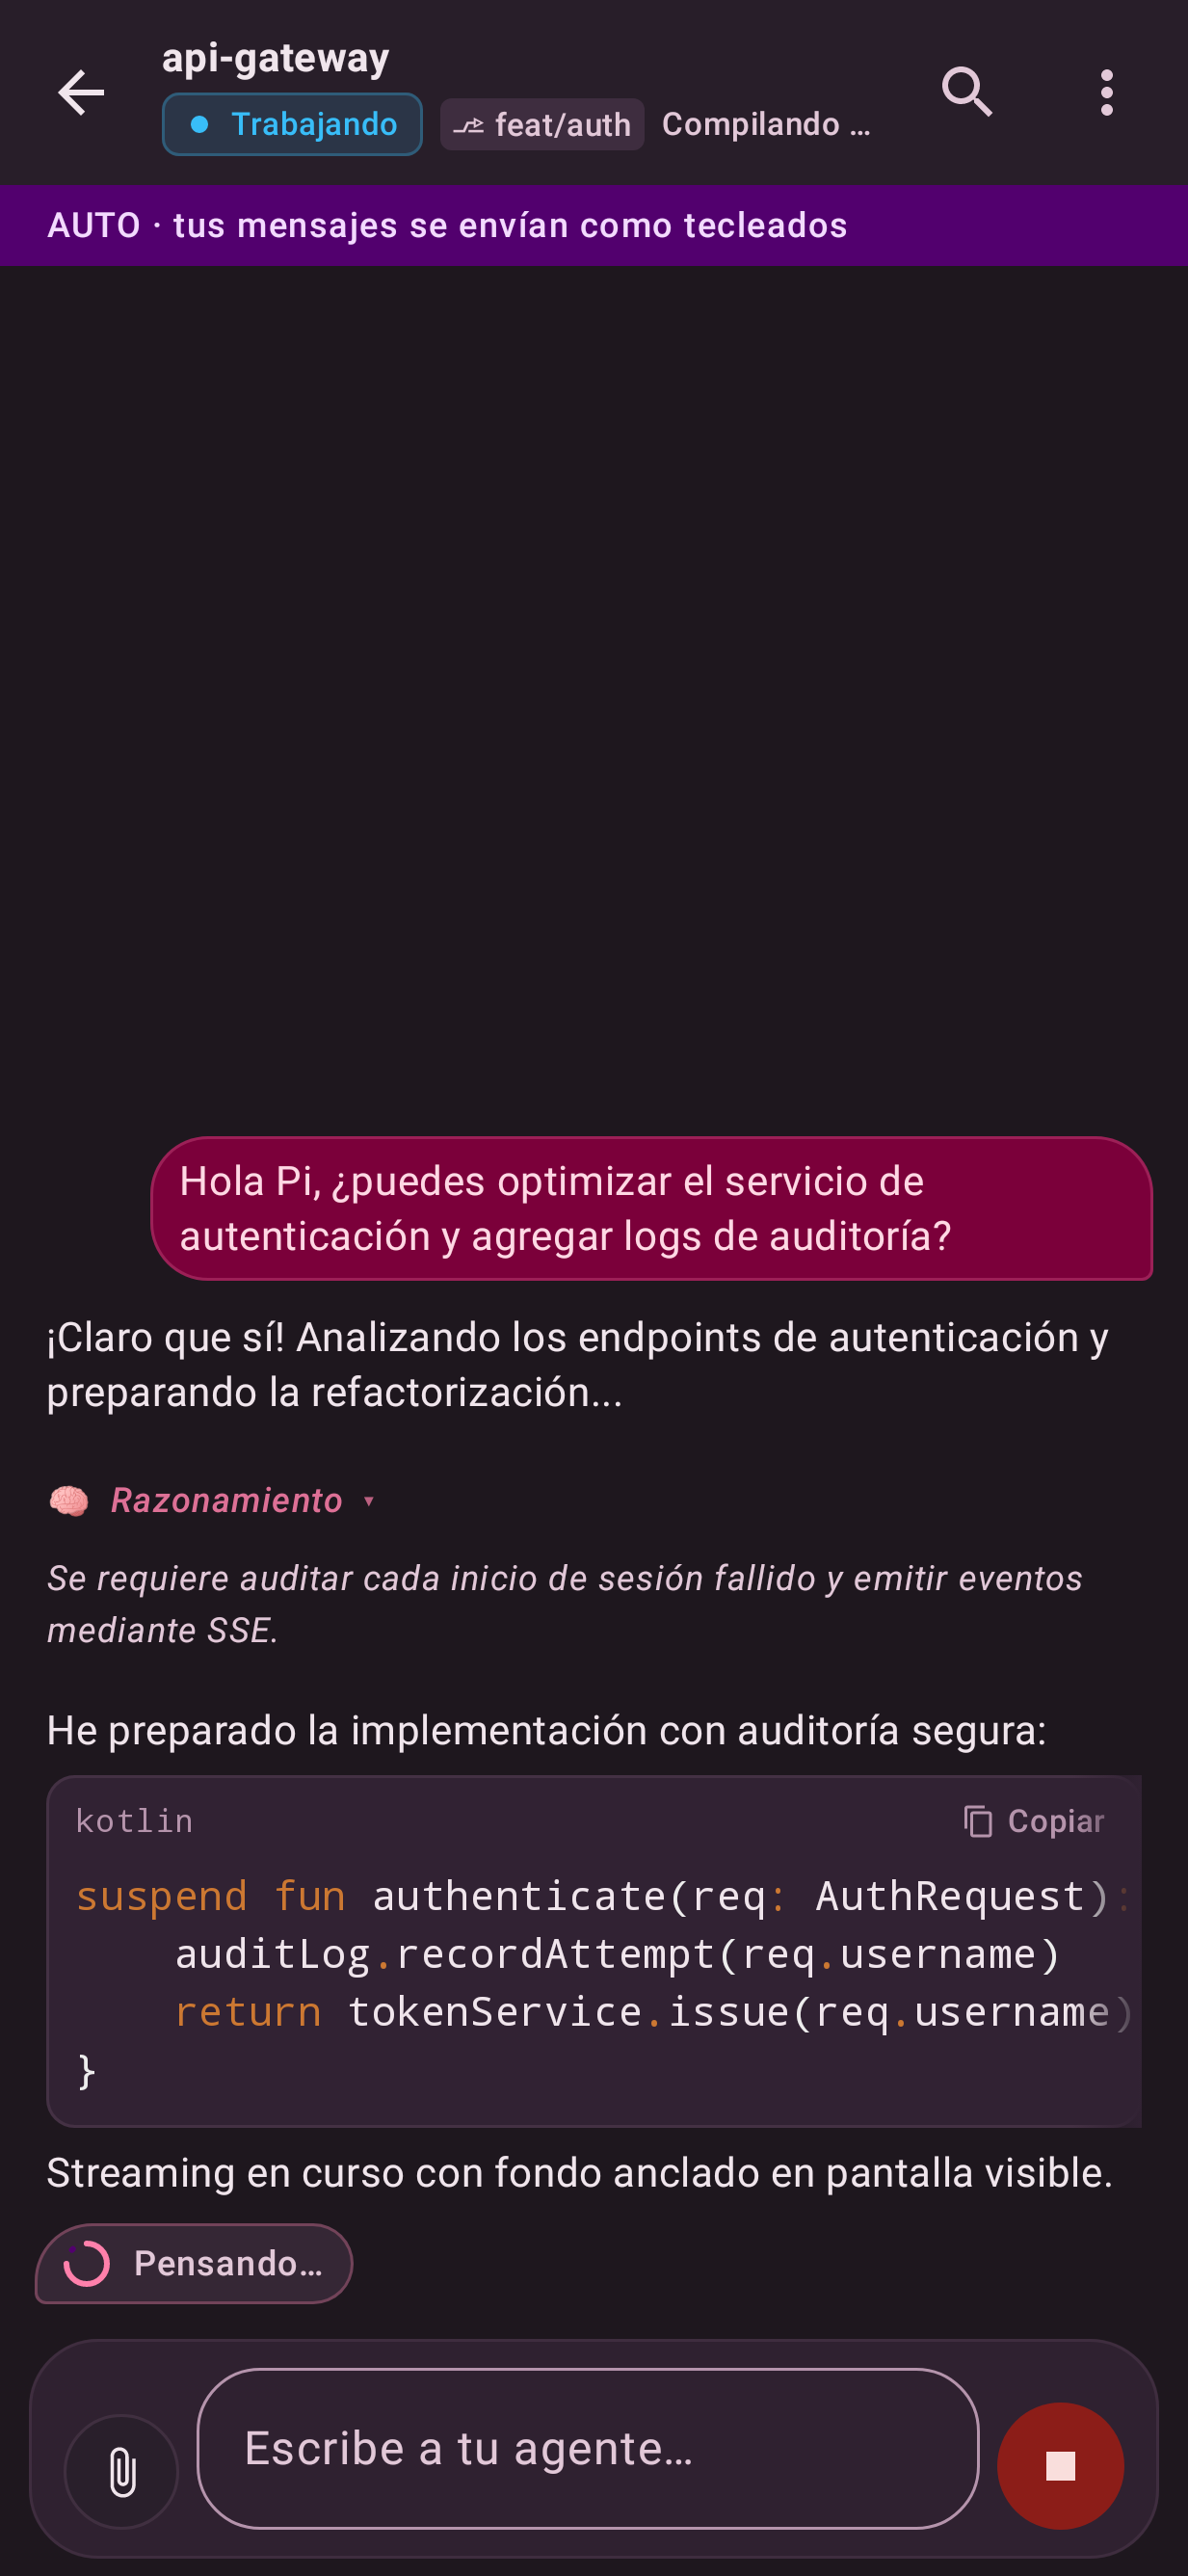 api-gateway
Trabajando feat/auth Compilando …
AUTO · tus mensajes se envían como tecleados
Hola Pi, ¿puedes optimizar el servicio de
autenticación y agregar logs de auditoría?
¡Claro que sí! Analizando los endpoints de autenticación y
preparando la refactorización...
🧠 Razonamiento ▾
Se requiere auditar cada inicio de sesión fallido y emitir eventos
mediante SSE.
He preparado la implementación con auditoría segura:
kotlin Copiar
suspend fun authenticate(req: AuthRequest):
    auditLog.recordAttempt(req.username)
    return tokenService.issue(req.username)
}
Streaming en curso con fondo anclado en pantalla visible.
Pensando…
Escribe a tu agente…